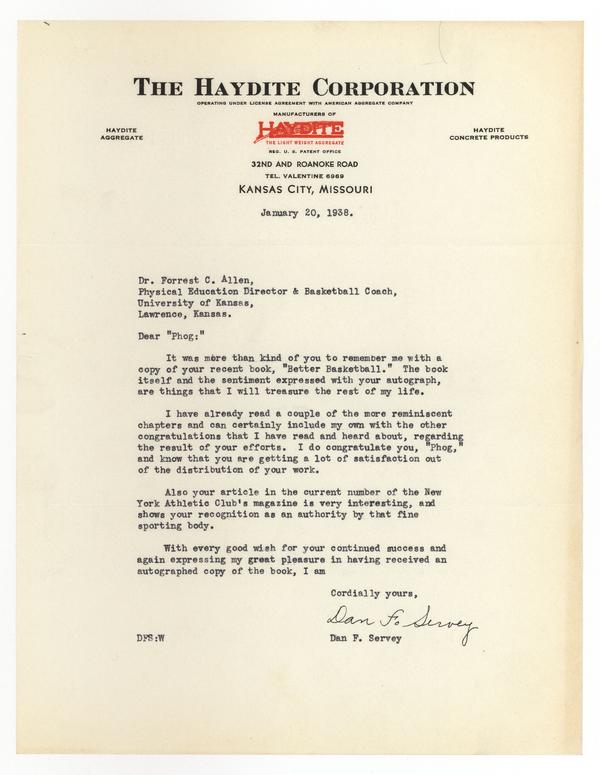 THE HAYDITE CORPORATION
OPERATING UNDER LICENSE AGREEMENT WITH AMERICAN AGGREGATE COMPANY
MANUFACTURERS OF
HAYDITE
AGGREGATE
HAYDITE
THE LIGHT WEIGHT AGGREGATE
HAYDITE
CONCRETE PRODUCTS
REG. U. S. PATENT OFFICE
32ND AND ROANOKE ROAD
TEL. VALENTINE 6969
KANSAS CITY, MISSOURI
January 20, 1938.
Dr. Forrest C. Allen,
Physical Education Director & Basketball Coach,
University of Kansas,
Lawrence, Kansas.
Dear "Phog:"
It was more than kind of you to remember me with a
copy of your recent book, "Better Basketball." The book
itself and the sentiment expressed with your autograph,
are things that I will treasure the rest of my life.
I have already read a couple of the more reminiscent
chapters and can certainly include my own with the other
congratulations that I have read and heard about, regarding
the result of your efforts. I do congratulate you, "Phog,"
and know that you are getting a lot of satisfaction out
of the distribution of your work.
Also your article in the current number of the New
York Athletic Club's magazine is very interesting, and
shows your recognition as an authority by that fine
sporting body.
With every good wish for your continued success and
again expressing my great pleasure in having received an
autographed copy of the book, I am
Cordially yours,
Dan F. Servey
DFS:W Dan F. Servey